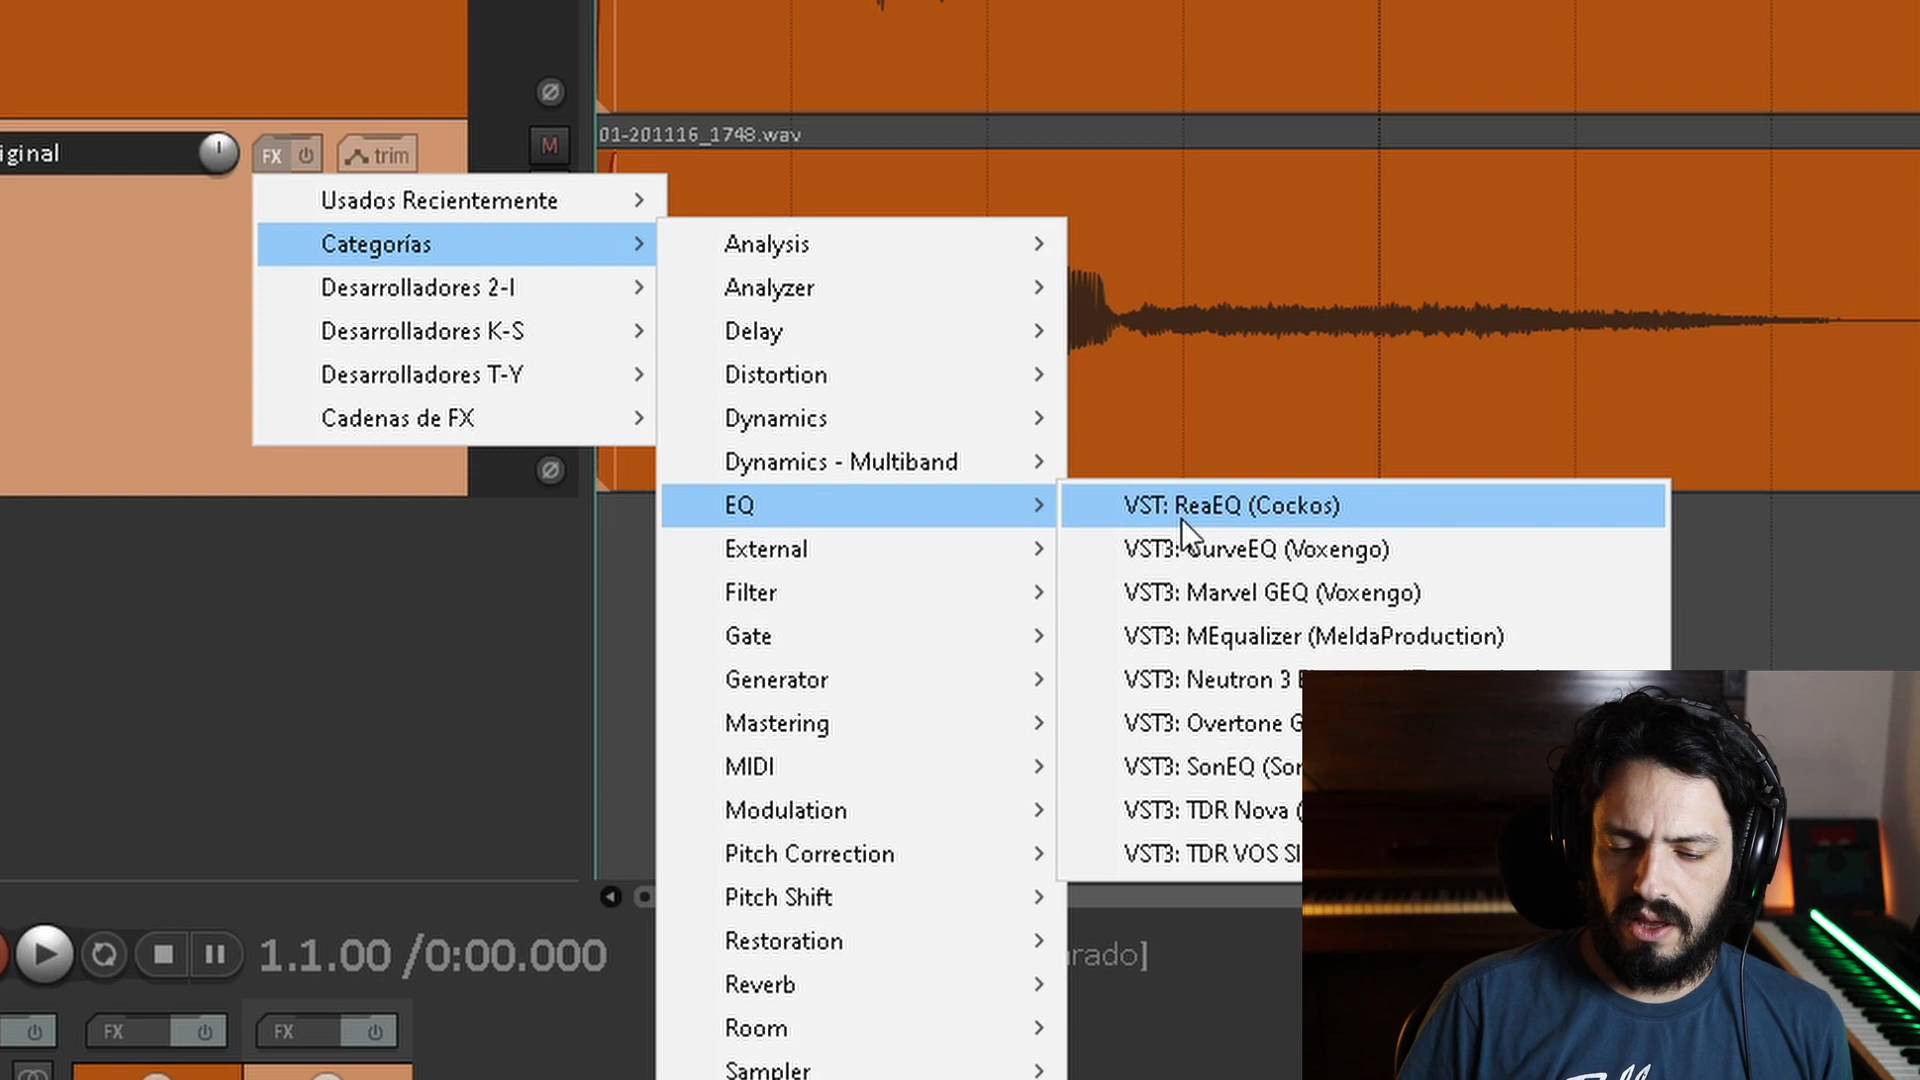 01-201116_1748.wav
M
iginal
FX
trim
Usados Recientemente
Categorías
Desarrolladores 2-I
Desarrolladores K-S
Desarrolladores T-Y
Cadenas de FX
Analysis
Analyzer
Delay
Distortion
Dynamics
Dynamics - Multiband
EQ
External
Filter
Gate
Generator
Mastering
MIDI
Modulation
Pitch Correction
Pitch Shift
Restoration
Reverb
Room
Sampler
VST: ReaEQ (Cockos)
VST3: CurveEQ (Voxengo)
VST3: Marvel GEQ (Voxengo)
VST3: MEqualizer (MeldaProduction)
VST3: Neutron 3
VST3: Overtone G
VST3: SonEQ (Son
VST3: TDR Nova (
VST3: TDR VOS Sl
1.1.00 /0:00.000
rado]
FX
FX